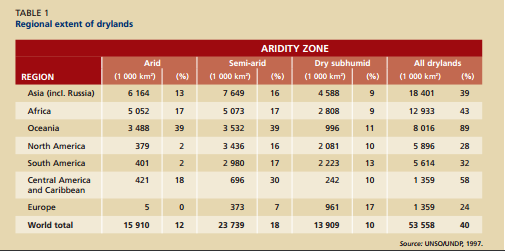 TABLE 1
Regional extent of drylands
ARIDITY ZONE
Arid Semi-arid Dry subhumid All drylands
REGION (1 000 km²) (%) (1 000 km²) (%) (1 000 km²) (%) (1 000 km²) (%)
Asia (incl. Russia) 6 164 13 7 649 16 4 588 9 18 401 39
Africa 5 052 17 5 073 17 2 808 9 12 933 43
Oceania 3 488 39 3 532 39 996 11 8 016 89
North America 379 2 3 436 16 2 081 10 5 896 28
South America 401 2 2 980 17 2 223 13 5 614 32
Central America 421 18 696 30 242 10 1 359 58
and Caribbean
Europe 5 0 373 7 961 17 1 359 24
World total 15 910 12 23 739 18 13 909 10 53 558 40
Source: UNSO/UNDP, 1997.